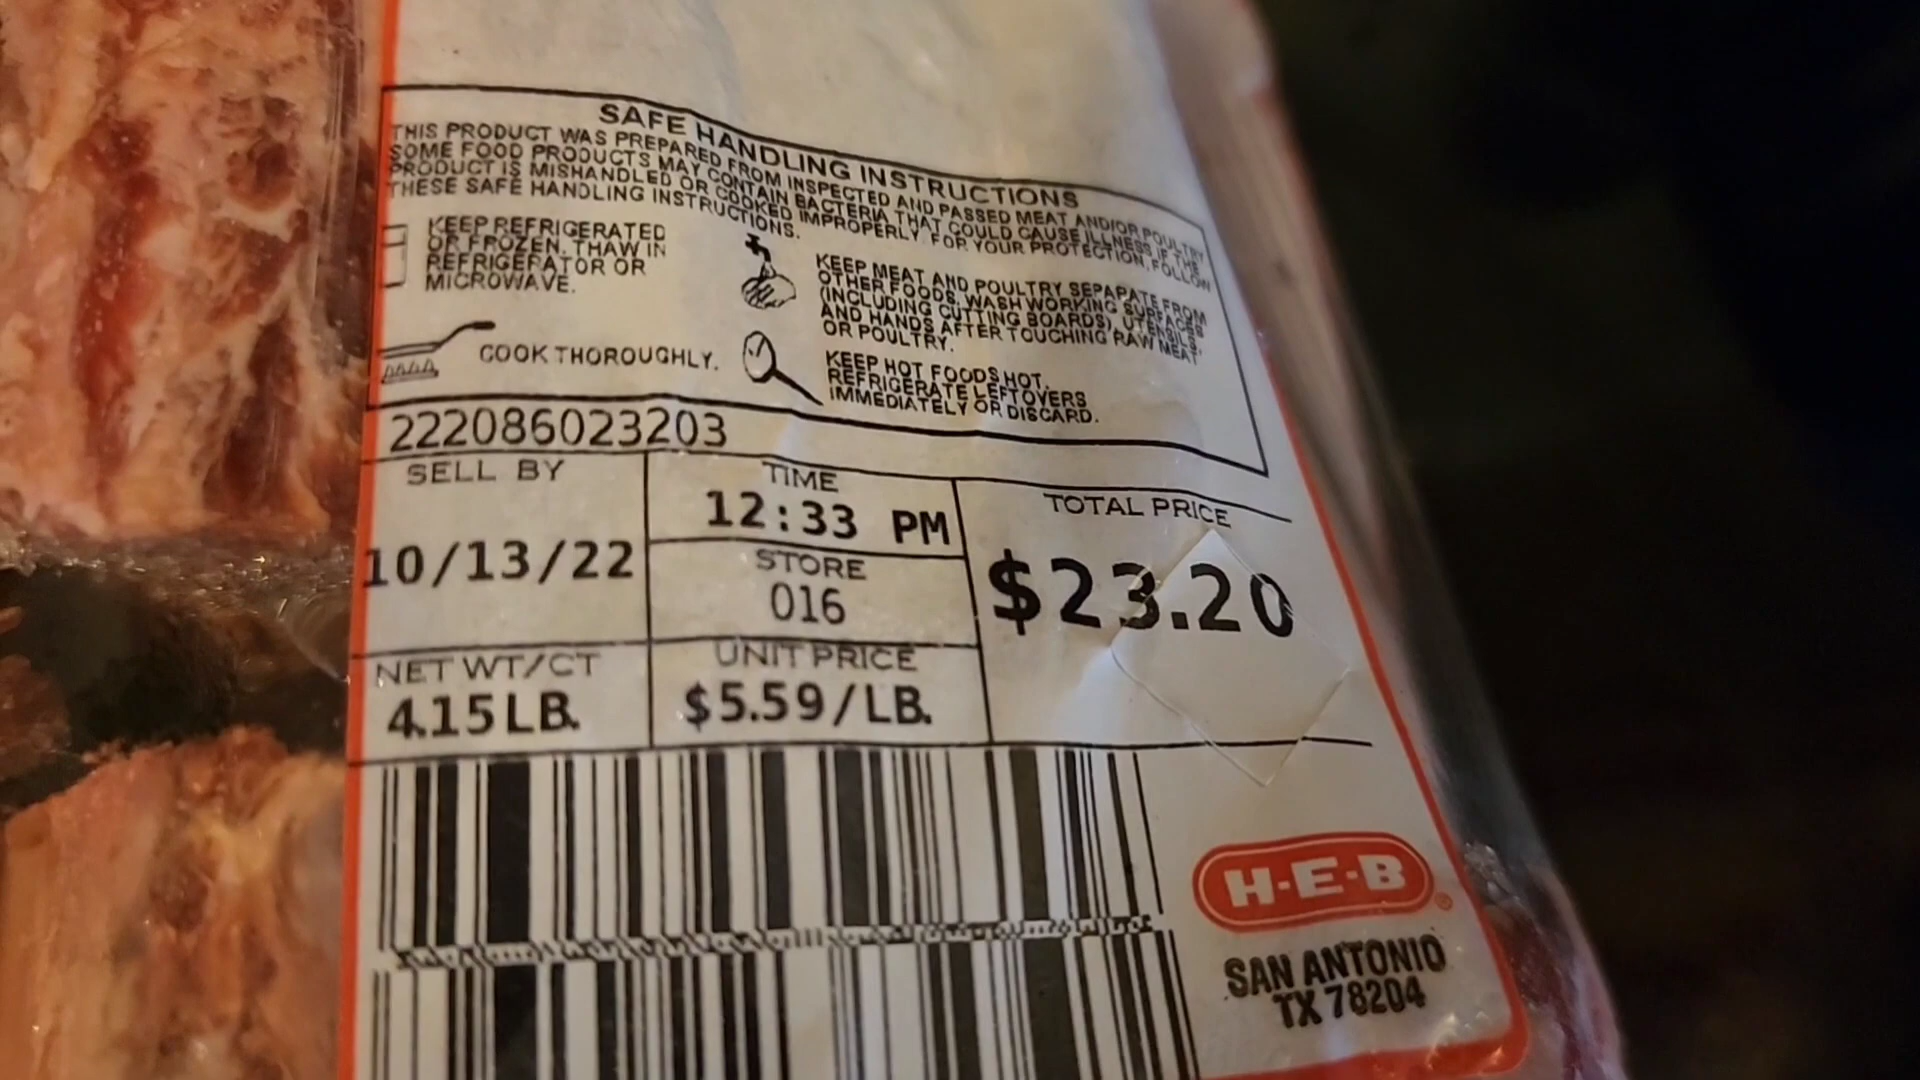 SAFE HANDLING INSTRUCTIONS
THIS PRODUCT WAS PREPARED FROM INSPECTED AND PASSED MEAT AND/OR POULTRY
SOME FOOD PRODUCTS MAY CONTAIN BACTERIA THAT COULD CAUSE ILLNESS IF THE
PRODUCT IS MISHANDLED OR COOKED IMPROPERLY. FOR YOUR PROTECTION, FOLLOW
THESE SAFE HANDLING INSTRUCTIONS.
KEEP REFRIGERATED
OR FROZEN. THAW IN
REFRIGERATOR OR
MICROWAVE.
KEEP MEAT AND POULTRY SEPARATE FROM
OTHER FOODS. WASH WORKING SURFACES
(INCLUDING CUTTING BOARDS), UTENSILS,
AND HANDS AFTER TOUCHING RAW MEAT
OR POULTRY.
COOK THOROUGHLY.
KEEP HOT FOODS HOT.
REFRIGERATE LEFTOVERS
IMMEDIATELY OR DISCARD.
222086023203
SELL BY
10/13/22
TIME
12:33 PM
STORE
016
TOTAL PRICE
$23.20
NET WT/CT
4.15 LB.
UNIT PRICE
$5.59/LB.
H-E-B®
SAN ANTONIO
TX 78204